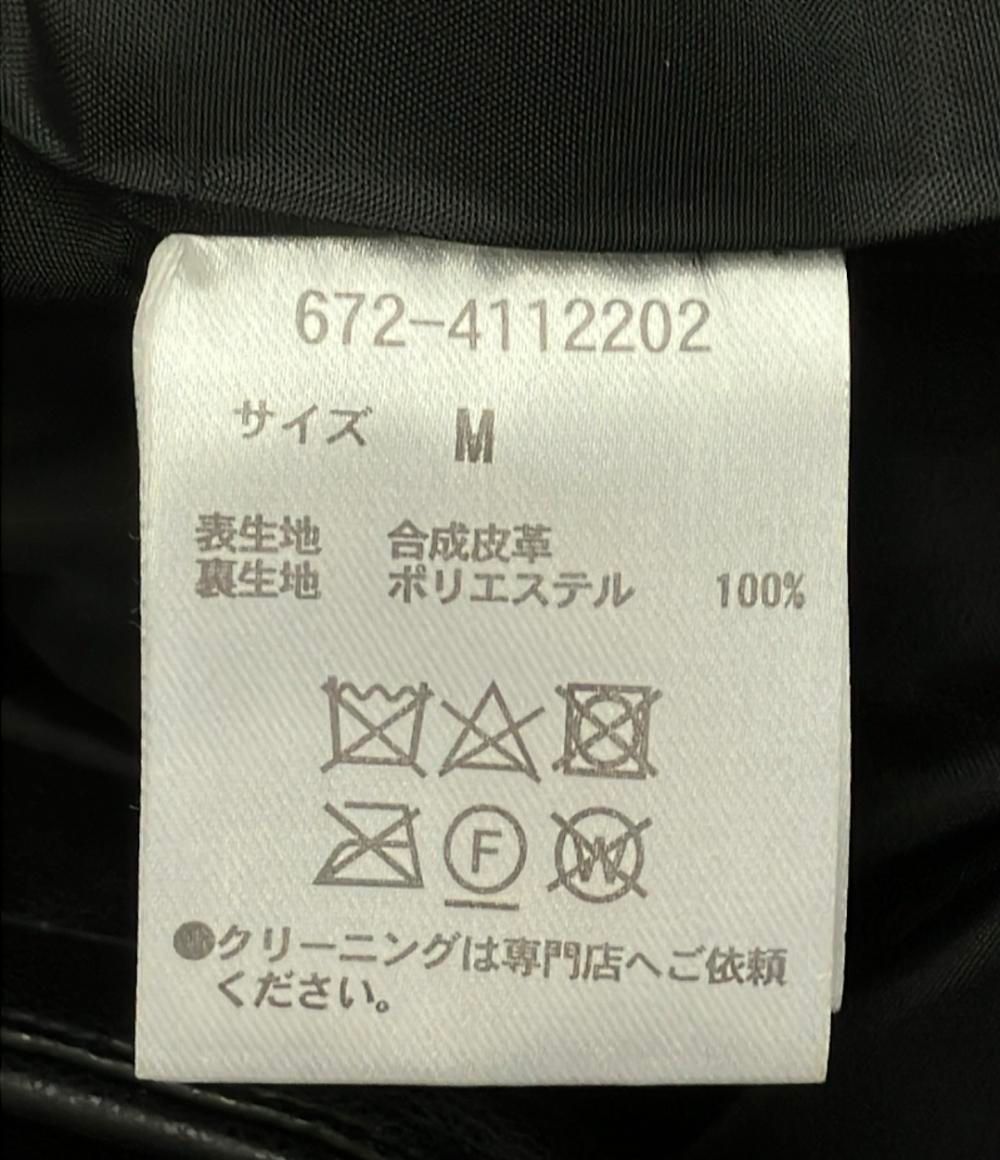 672-4112202
サイズ M
表生地 合成皮革
裏生地 ポリエステル 100%
F
W
●クリーニングは専門店へご依頼
ください。